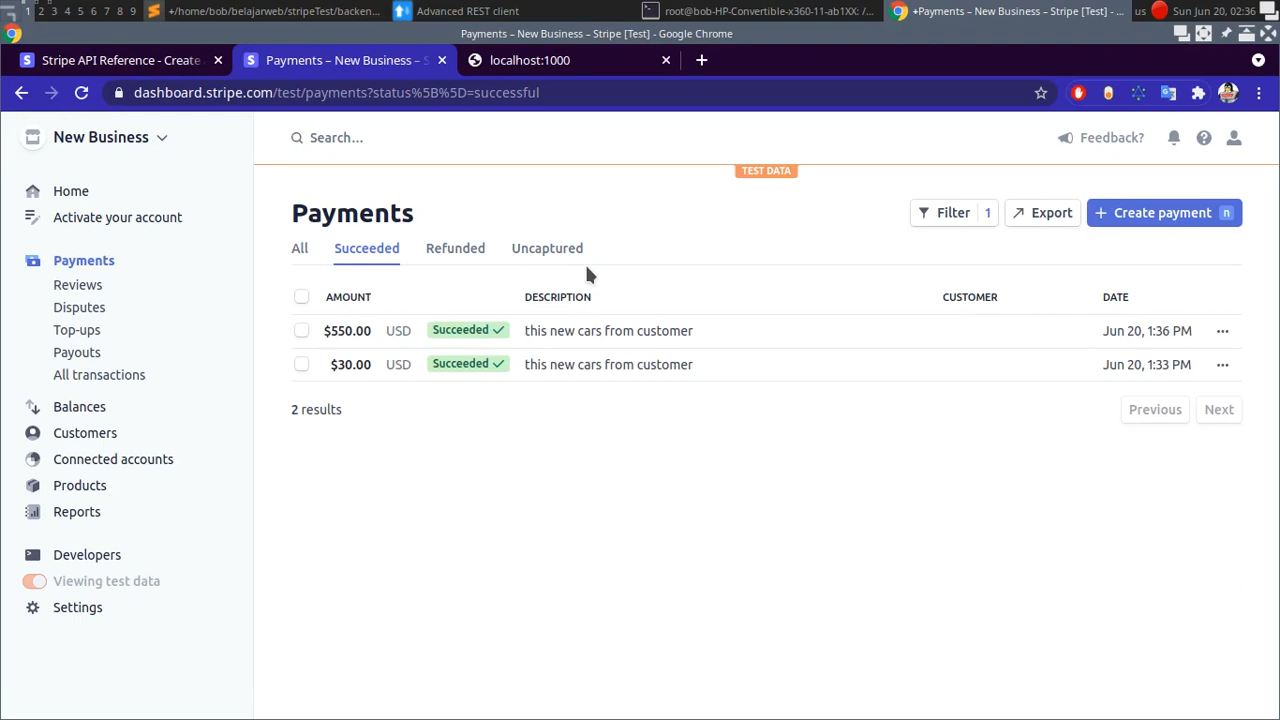 1 2 3 4 5 6 7 8 9
+/home/bob/belajarweb/stripeTest/backen...
Advanced REST client
root@bob-HP-Convertible-x360-11-ab1XX: /...
+Payments – New Business – Stripe [Test] - ...
us
Sun Jun 20, 02:36
Payments – New Business – Stripe [Test] - Google Chrome
Stripe API Reference - Create
Payments – New Business – S
localhost:1000
dashboard.stripe.com/test/payments?status%5B%5D=successful
New Business
Search...
Feedback?
TEST DATA
Home
Activate your account
Payments
Reviews
Disputes
Top-ups
Payouts
All transactions
Balances
Customers
Connected accounts
Products
Reports
Developers
Viewing test data
Settings
Payments
Filter 1
Export
Create payment n
All Succeeded Refunded Uncaptured
AMOUNT DESCRIPTION CUSTOMER DATE
$550.00 USD Succeeded this new cars from customer Jun 20, 1:36 PM
$30.00 USD Succeeded this new cars from customer Jun 20, 1:33 PM
2 results
Previous
Next